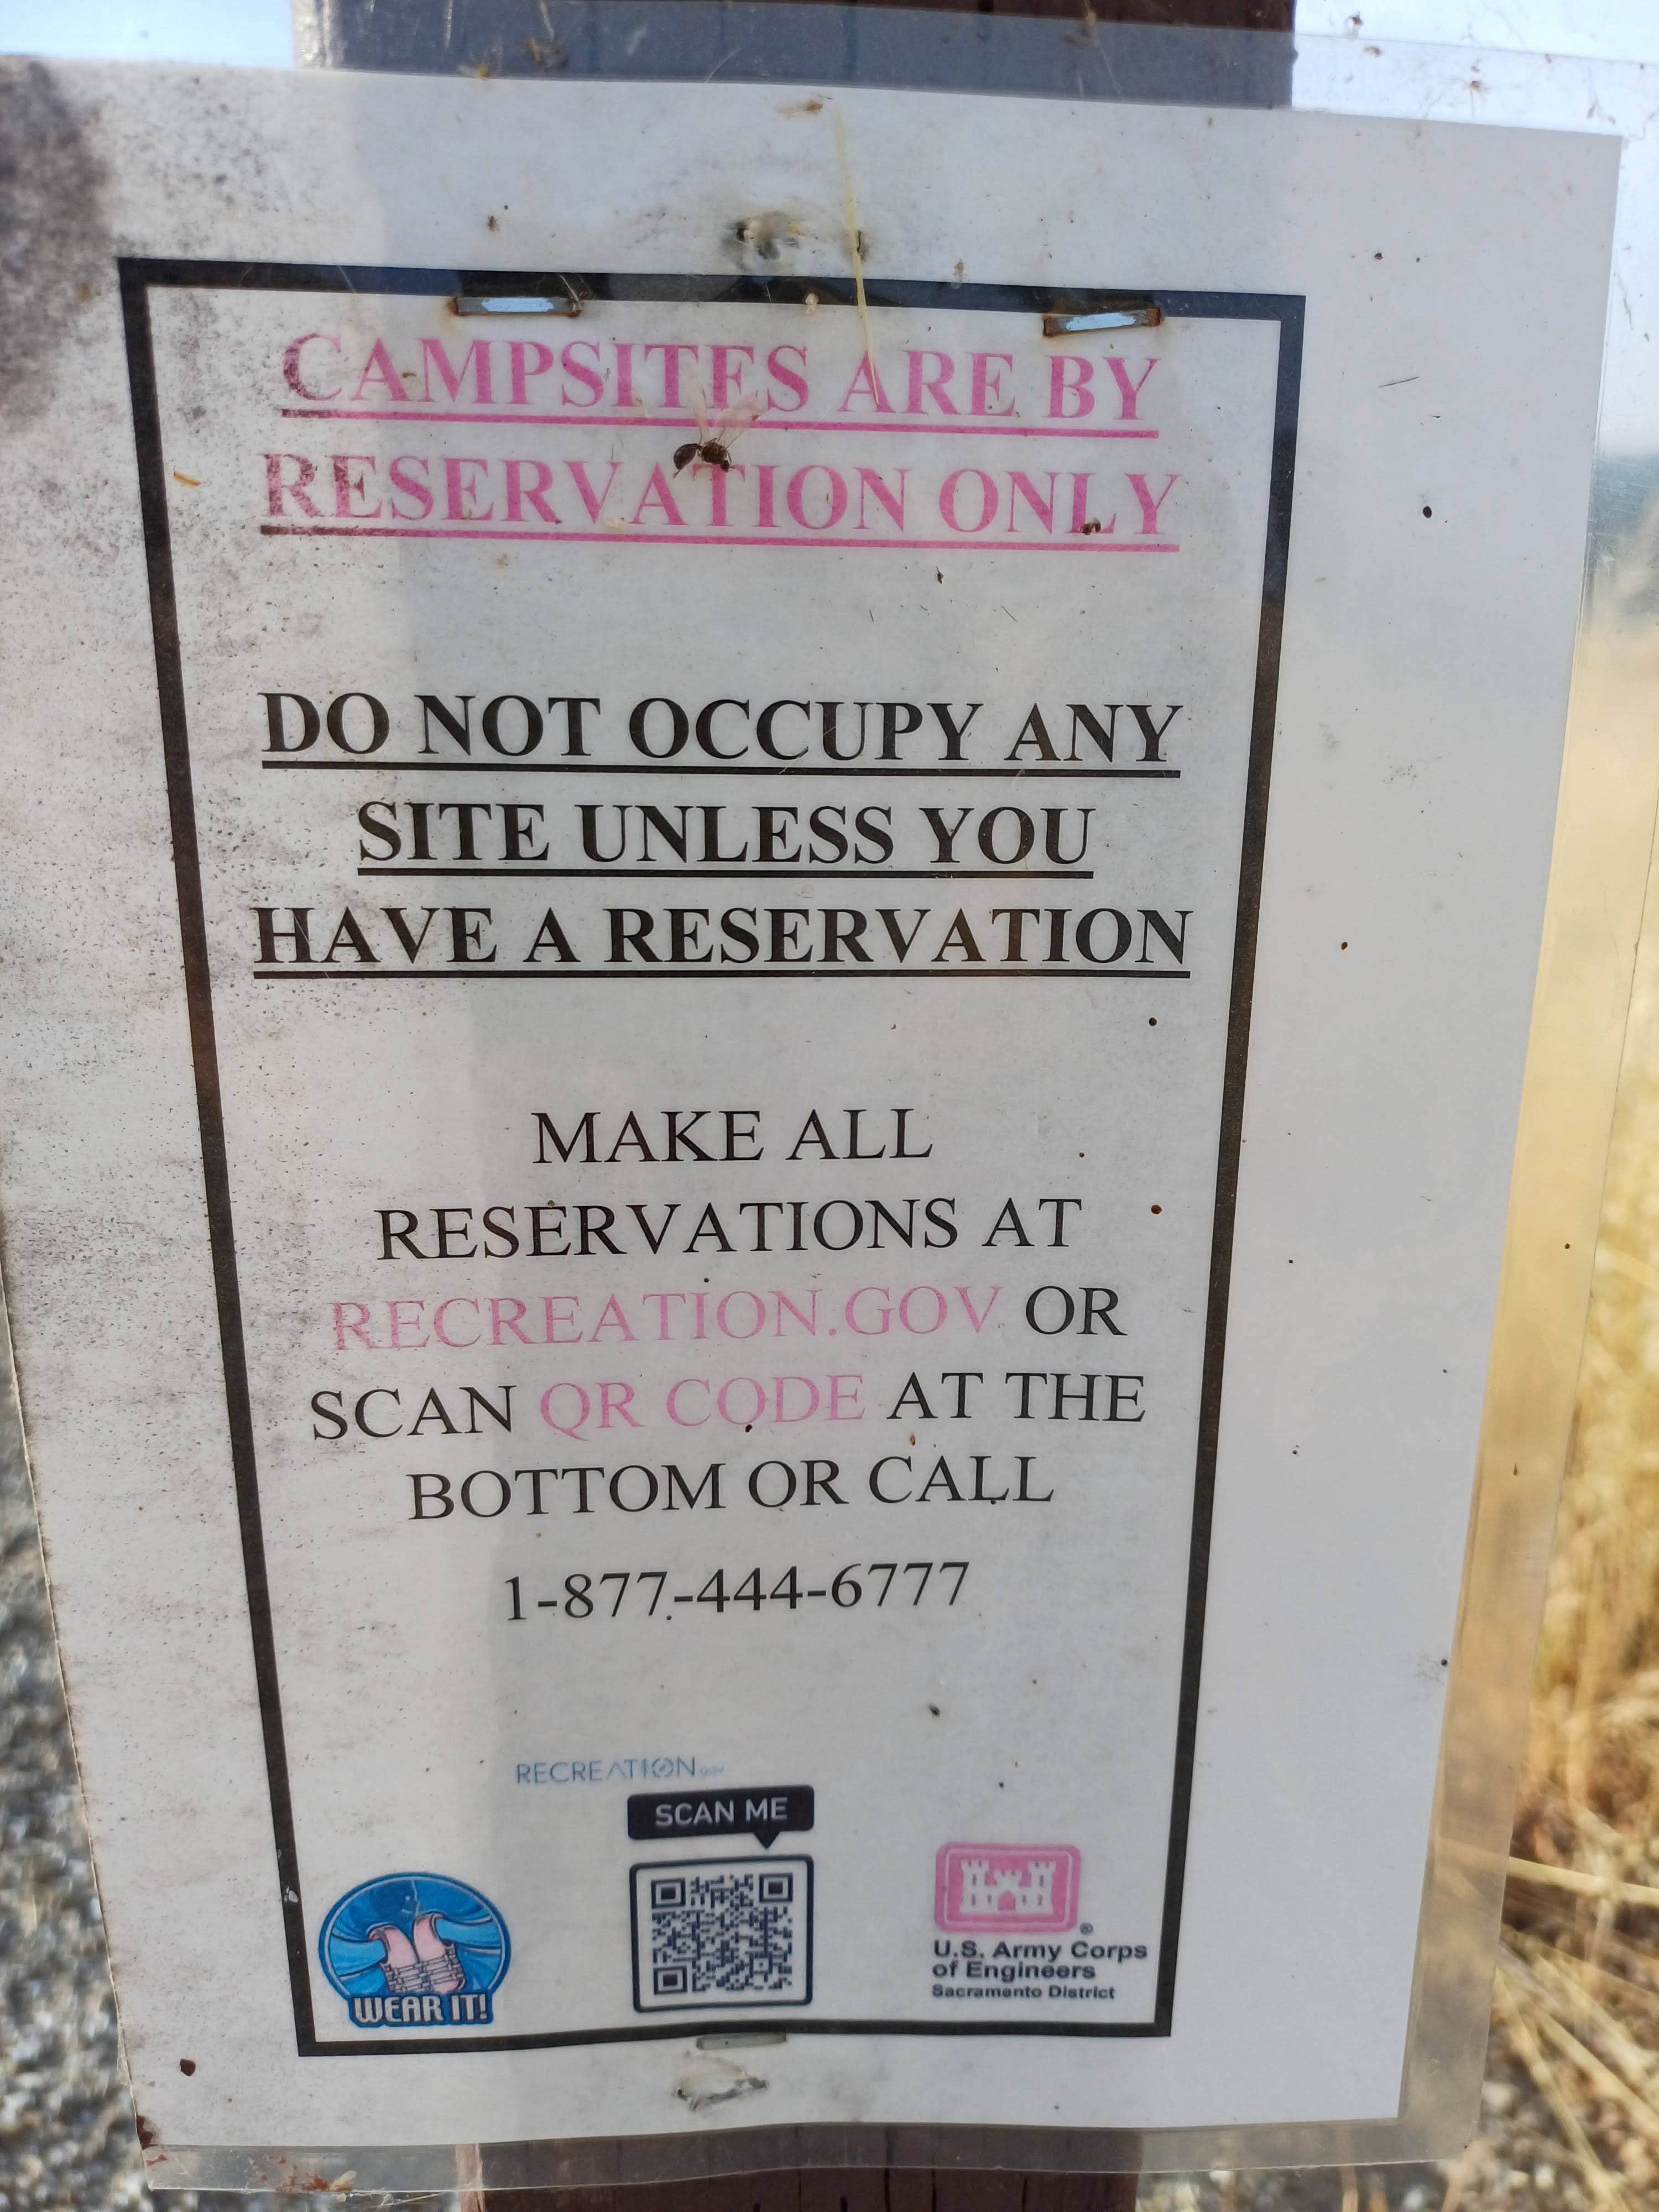 CAMPSITES ARE BY
RESERVATION ONLY
DO NOT OCCUPY ANY
SITE UNLESS YOU
HAVE A RESERVATION
MAKE ALL
RESERVATIONS AT
RECREATION.GOV OR
SCAN QR CODE AT THE
BOTTOM OR CALL
1-877-444-6777
RECREATION.gov
SCAN ME
WEAR IT!
®
U.S. Army Corps
of Engineers
Sacramento District